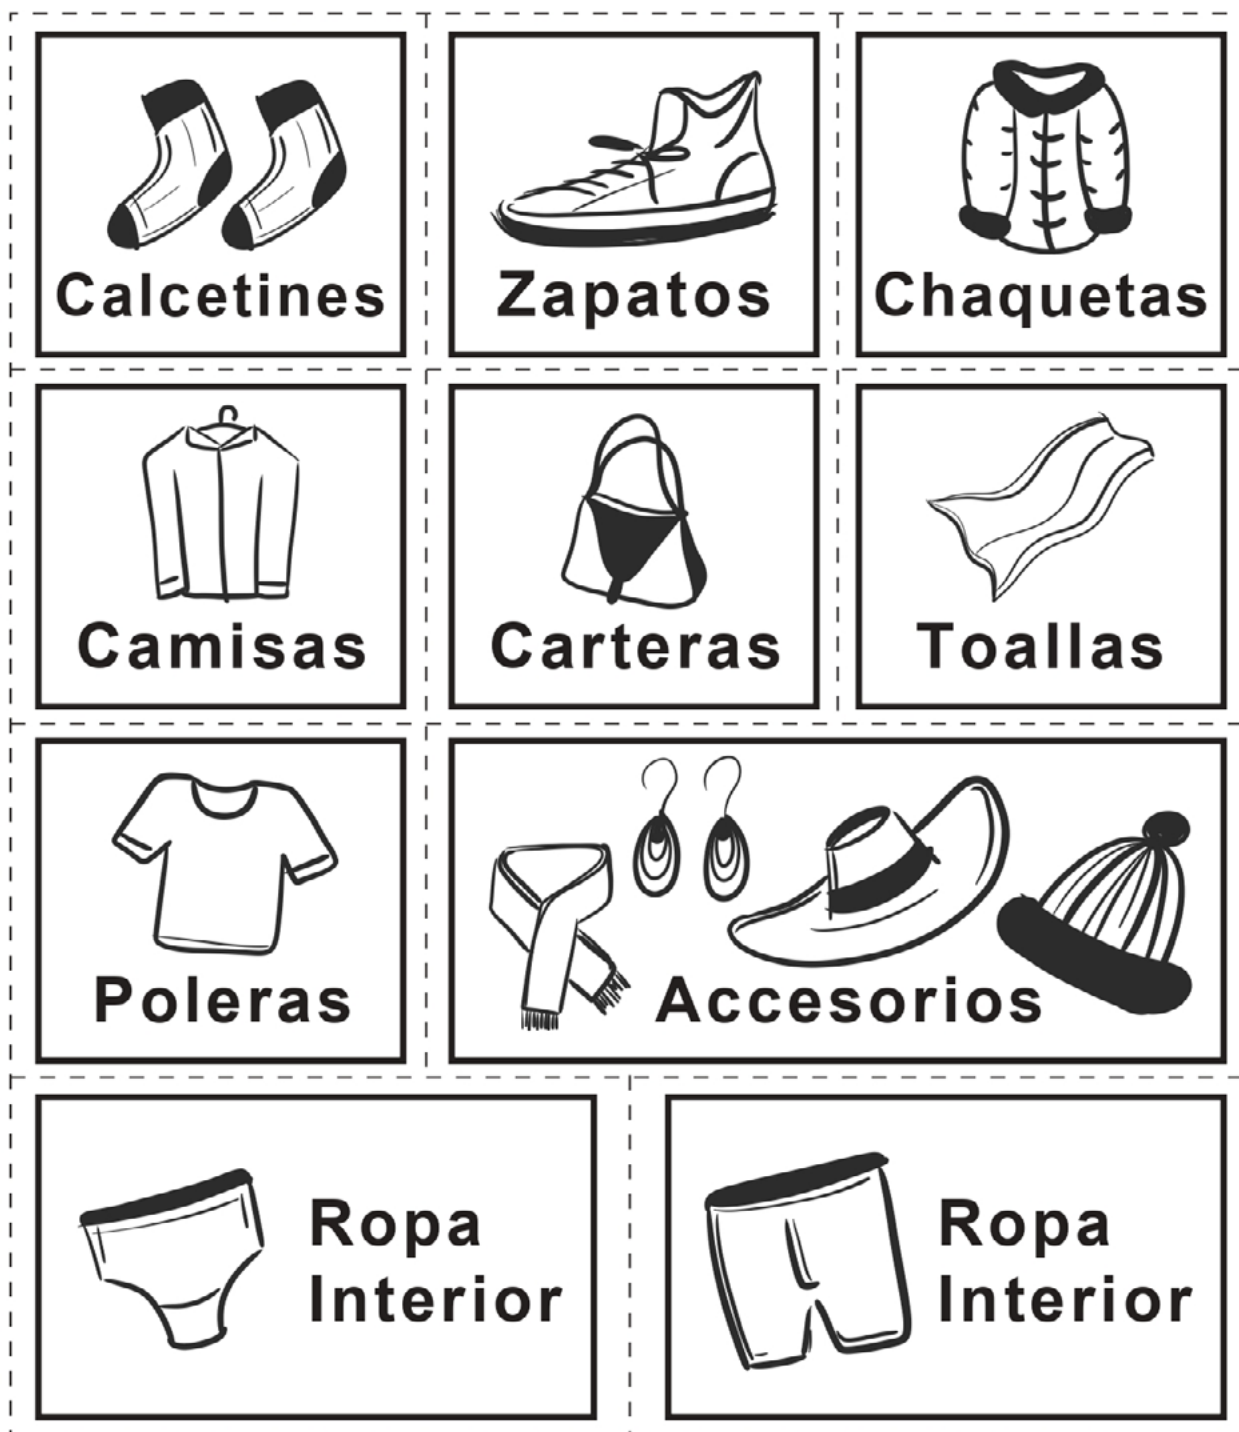 Calcetines
Zapatos
Chaquetas
Camisas
Carteras
Toallas
Poleras
Accesorios
Ropa
Interior
Ropa
Interior